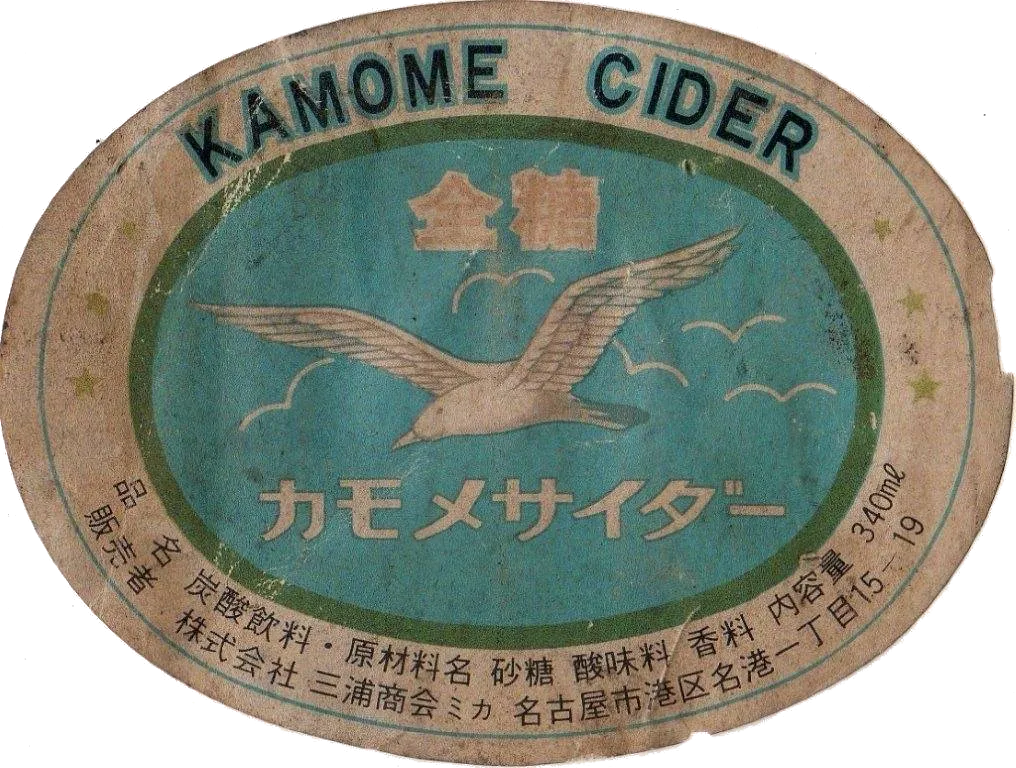 KAMOME CIDER
全糖
カモメサイダー
品名 炭酸飲料・原材料名 砂糖 酸味料 香料 内容量 340ml
販売者 株式会社 三浦商会ミカ 名古屋市港区名港一丁目15-19